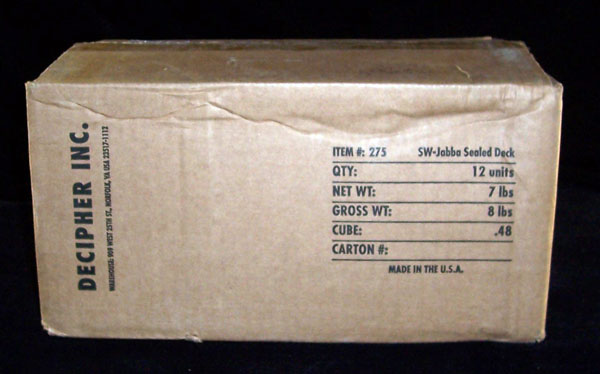 DECIPHER INC.
WAREHOUSE: 900 WEST 25TH ST., NORFOLK, VA USA 23517-1112
ITEM #: 275 SW-Jabba Sealed Deck
QTY: 12 units
NET WT: 7 lbs
GROSS WT: 8 lbs
CUBE: .48
CARTON #:
MADE IN THE U.S.A.